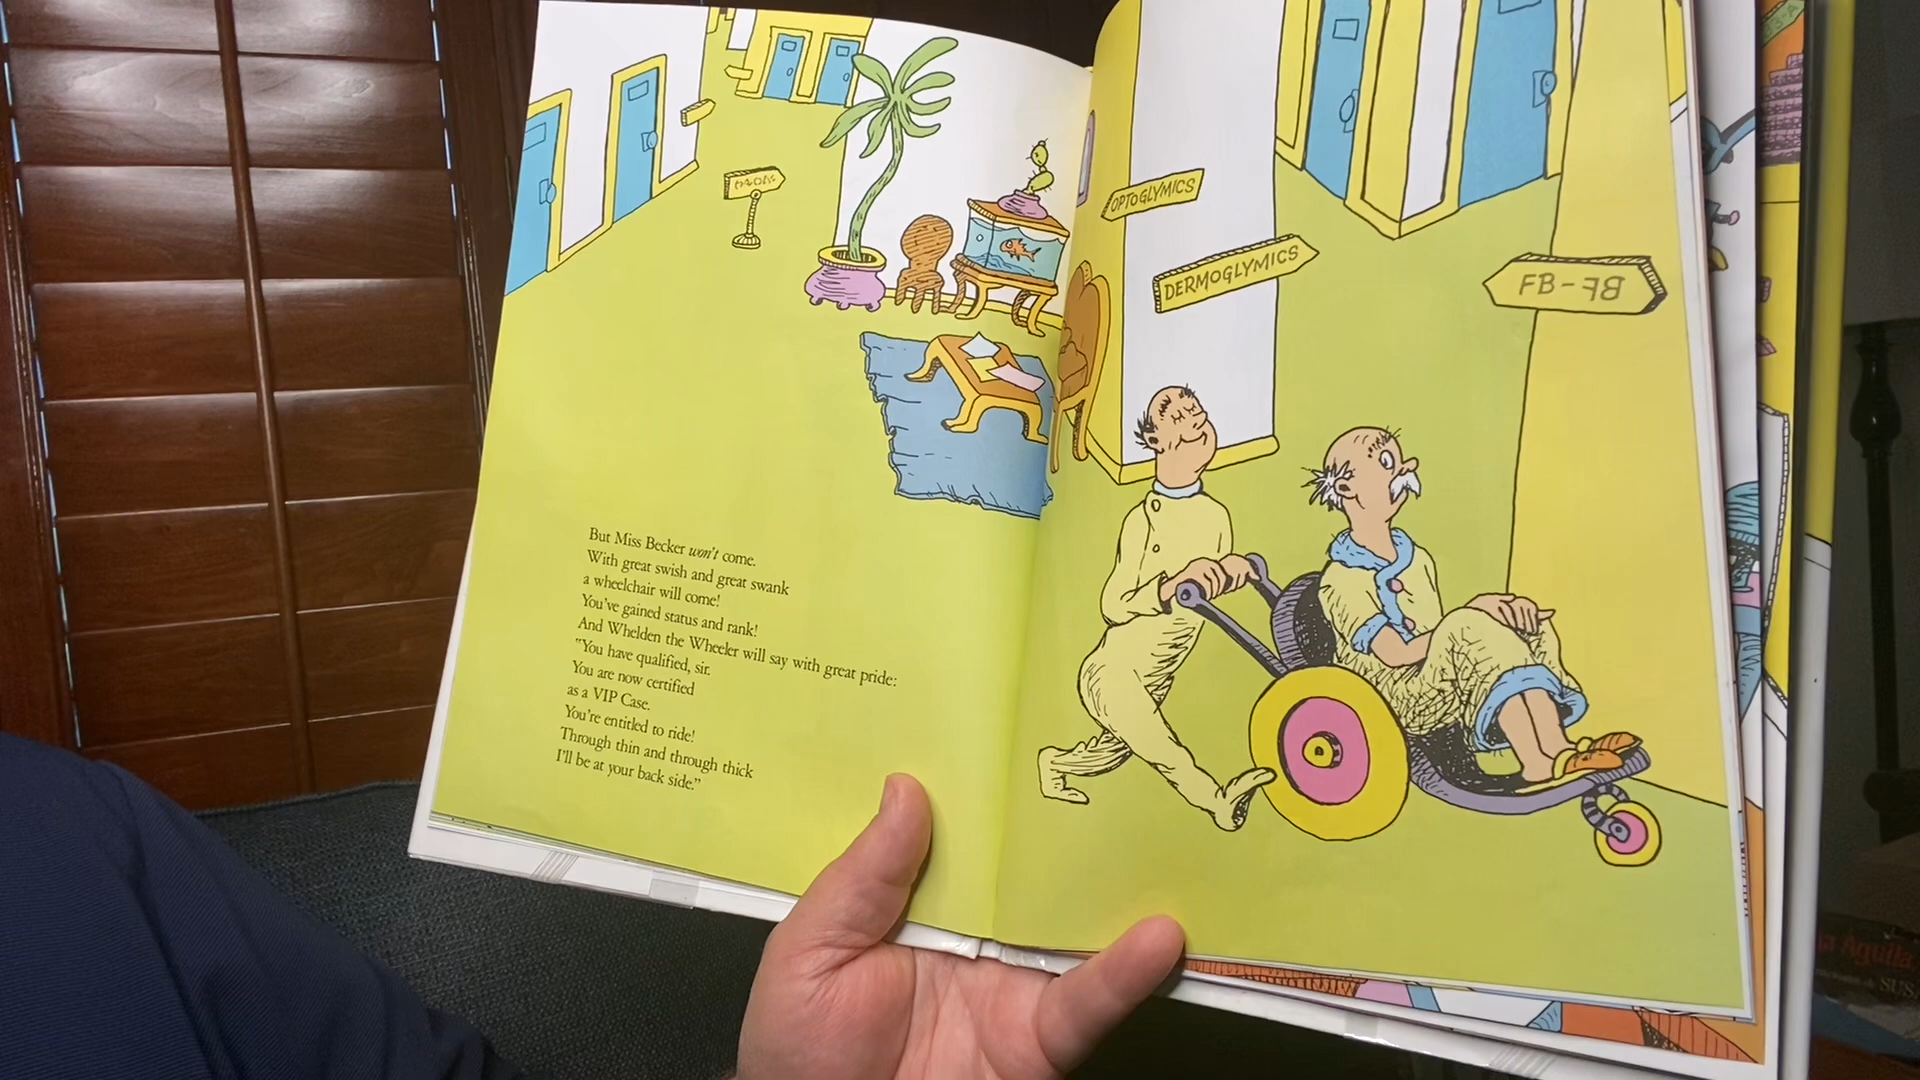 But Miss Becker won't come.
With great swish and great swank
a wheelchair will come!
You've gained status and rank!
And Whelden the Wheeler will say with great pride:
"You have qualified, sir.
You are now certified
as a VIP Case.
You're entitled to ride!
Through thin and through thick
I'll be at your back side."
OPTOGLYMICS
DERMOGLYMICS
FB-
3-A